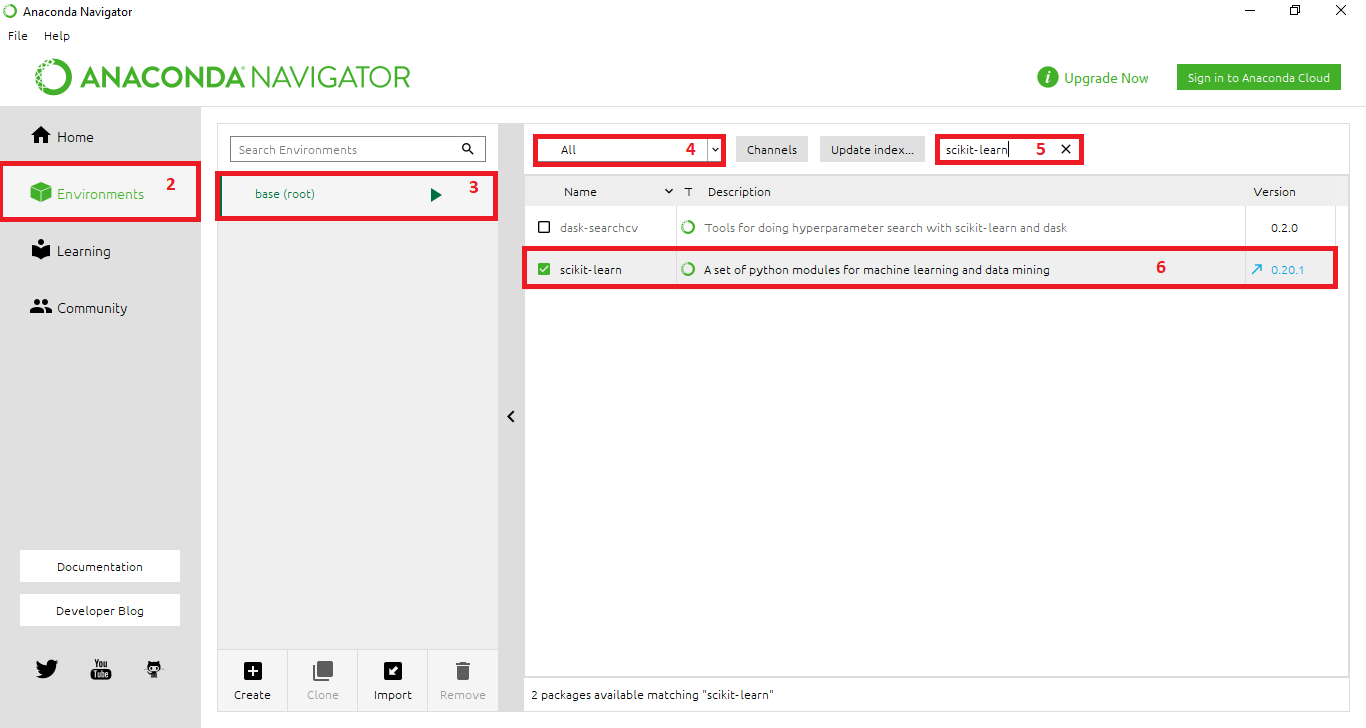 Anaconda Navigator
File Help
ANACONDA NAVIGATOR
i Upgrade Now
Sign in to Anaconda Cloud
Home
Environments 2
Learning
Community
Documentation
Developer Blog
You Tube
Search Environments
base (root) 3
Create Clone Import Remove
All 4
Channels
Update index...
scikit-learn 5
Name T Description Version
dask-searchcv Tools for doing hyperparameter search with scikit-learn and dask 0.2.0
scikit-learn A set of python modules for machine learning and data mining 6 0.20.1
2 packages available matching "scikit-learn"